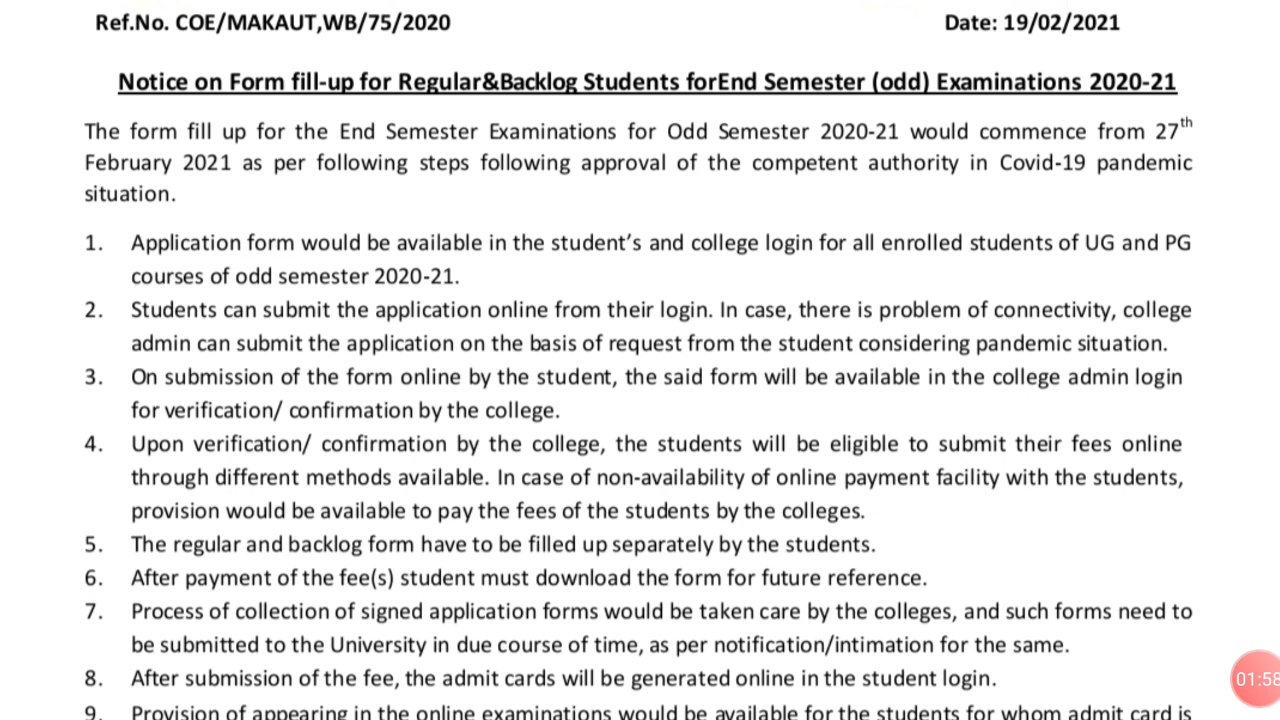 Ref.No. COE/MAKAUT,WB/75/2020 Date: 19/02/2021
Notice on Form fill-up for Regular&Backlog Students forEnd Semester (odd) Examinations 2020-21
The form fill up for the End Semester Examinations for Odd Semester 2020-21 would commence from 27th
February 2021 as per following steps following approval of the competent authority in Covid-19 pandemic
situation.
1. Application form would be available in the student’s and college login for all enrolled students of UG and PG
courses of odd semester 2020-21.
2. Students can submit the application online from their login. In case, there is problem of connectivity, college
admin can submit the application on the basis of request from the student considering pandemic situation.
3. On submission of the form online by the student, the said form will be available in the college admin login
for verification/ confirmation by the college.
4. Upon verification/ confirmation by the college, the students will be eligible to submit their fees online
through different methods available. In case of non-availability of online payment facility with the students,
provision would be available to pay the fees of the students by the colleges.
5. The regular and backlog form have to be filled up separately by the students.
6. After payment of the fee(s) student must download the form for future reference.
7. Process of collection of signed application forms would be taken care by the colleges, and such forms need to
be submitted to the University in due course of time, as per notification/intimation for the same.
8. After submission of the fee, the admit cards will be generated online in the student login.
9. Provision of appearing in the online examinations would be available for the students for whom admit card is
01:58